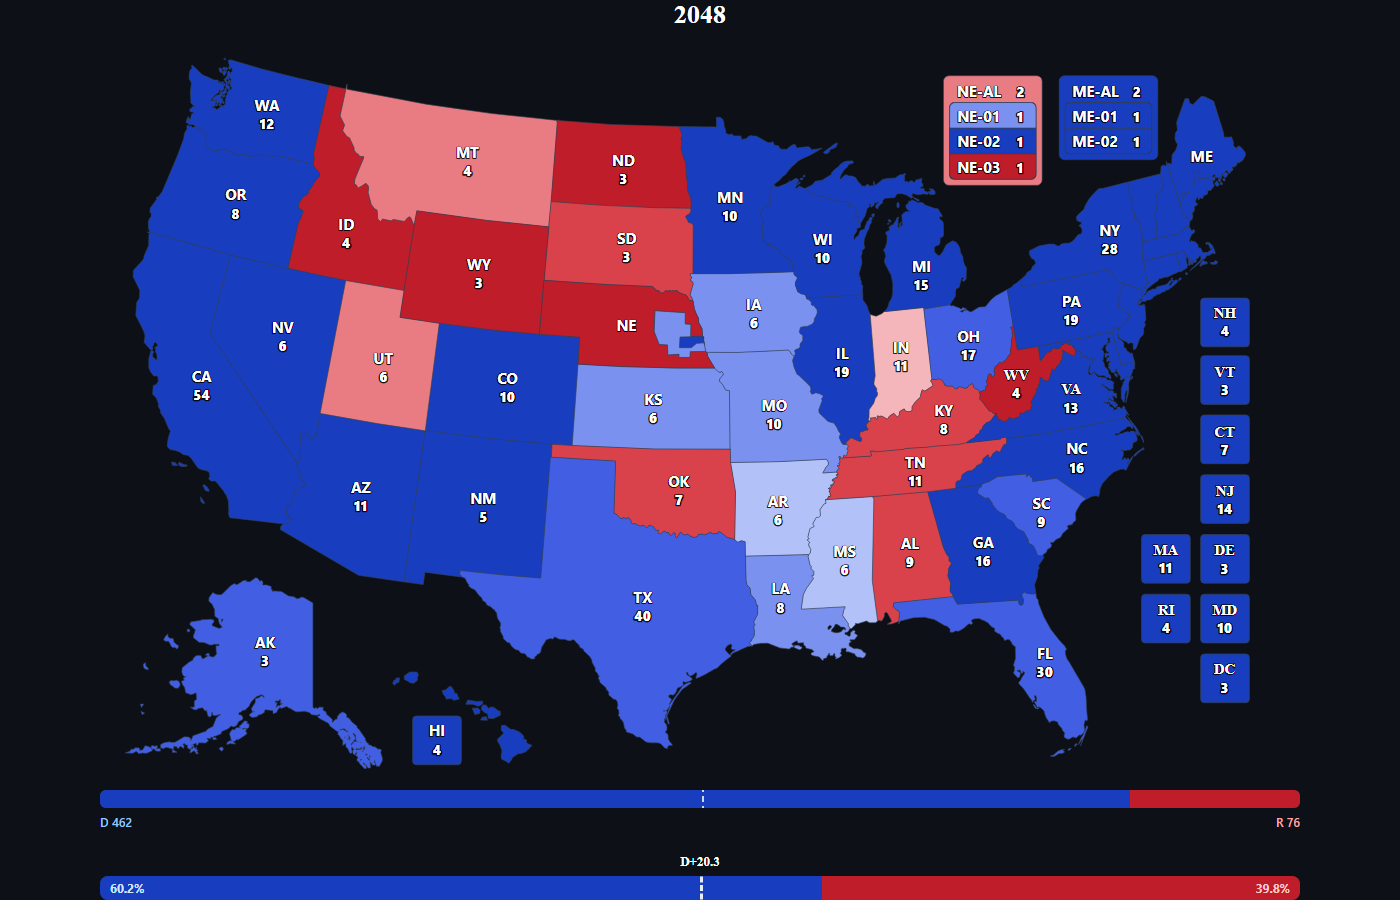 2048
NE-AL 2
NE-01 1
NE-02 1
NE-03 1
ME-AL 2
ME-01 1
ME-02 1
WA
12
OR
8
ID
4
MT
4
ND
3
MN
10
ME
SD
3
WY
3
WI
10
MI
15
NY
28
NE
IA
6
PA
19
NV
6
UT
6
CO
10
IL
19
IN
11
OH
17
NH
4
CA
54
KS
6
MO
10
KY
8
WV
4
VA
13
VT
3
AZ
11
NM
5
OK
7
AR
6
TN
11
NC
16
CT
7
SC
9
NJ
14
MS
6
AL
9
GA
16
MA
11
DE
3
TX
40
LA
8
RI
4
MD
10
AK
3
FL
30
DC
3
HI
4
D 462
R 76
D+20.3
60.2%
39.8%